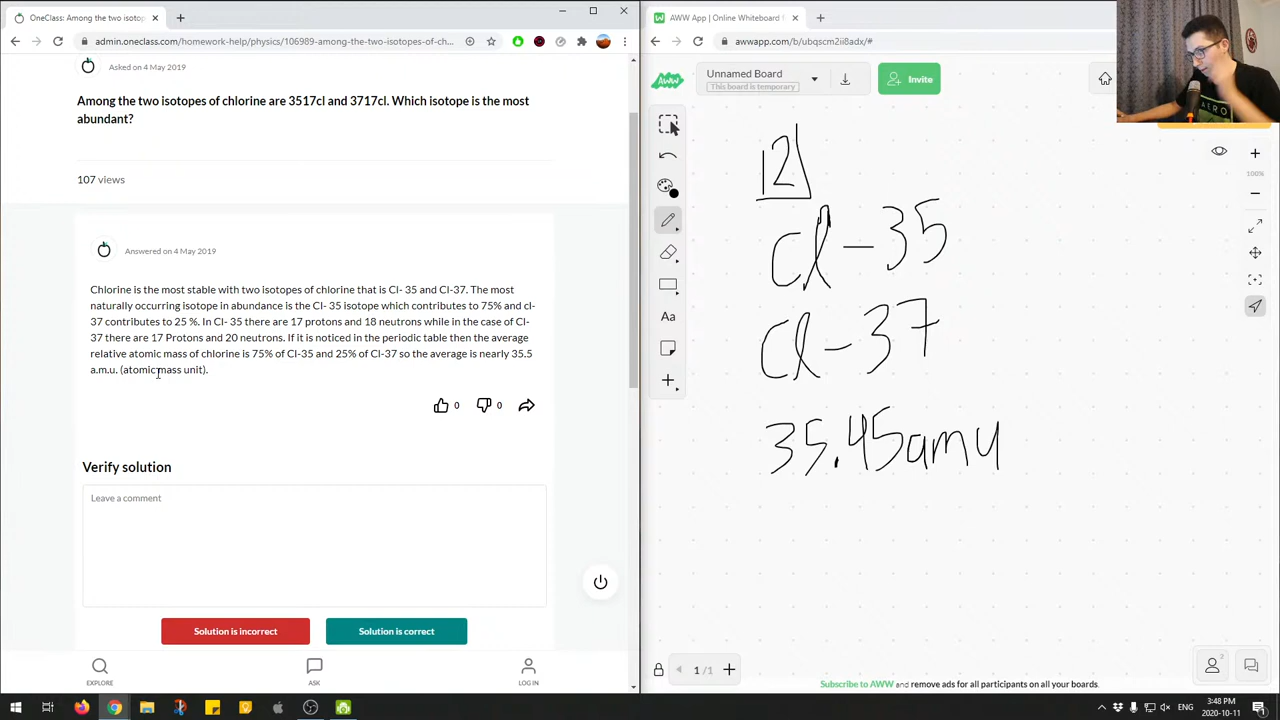 OneClass: Among the two isotop
AWW App | Online Whiteboard f
admin.oneclass.com/homework-help/physics/106989-among-the-two-isotopes-of-ch...
awwapp.com/b/ubqscm2ii8adx/#
Asked on 4 May 2019
Among the two isotopes of chlorine are 3517cl and 3717cl. Which isotope is the most
abundant?
107 views
Answered on 4 May 2019
Chlorine is the most stable with two isotopes of chlorine that is Cl- 35 and Cl-37. The most
naturally occurring isotope in abundance is the Cl- 35 isotope which contributes to 75% and cl-
37 contributes to 25 %. In Cl- 35 there are 17 protons and 18 neutrons while in the case of Cl-
37 there are 17 Protons and 20 neutrons. If it is noticed in the periodic table then the average
relative atomic mass of chlorine is 75% of Cl-35 and 25% of Cl-37 so the average is nearly 35.5
a.m.u. (atomic mass unit).
0
0
Verify solution
Leave a comment
Solution is incorrect
Solution is correct
EXPLORE
ASK
LOG IN
AWW
Unnamed Board
This board is temporary
Invite
AERO
100%
Aa
12
Cl-35
Cl-37
35.45amu
1 / 1
2
Subscribe to AWW and remove ads for all participants on all your boards.
ENG
3:48 PM
2020-10-11
1